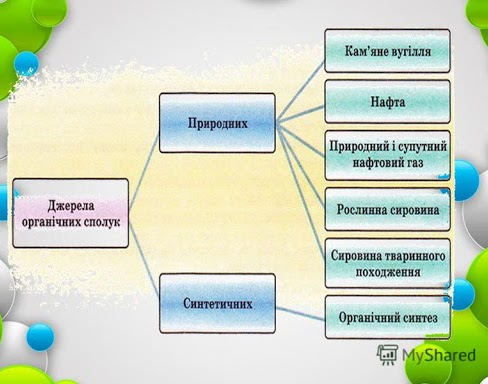 Джерела
органічних сполук
Природних
Синтетичних
Кам'яне вугілля
Нафта
Природний і супутний
нафтовий газ
Рослинна сировина
Сировина тваринного
походження
Органічний синтез
MyShared